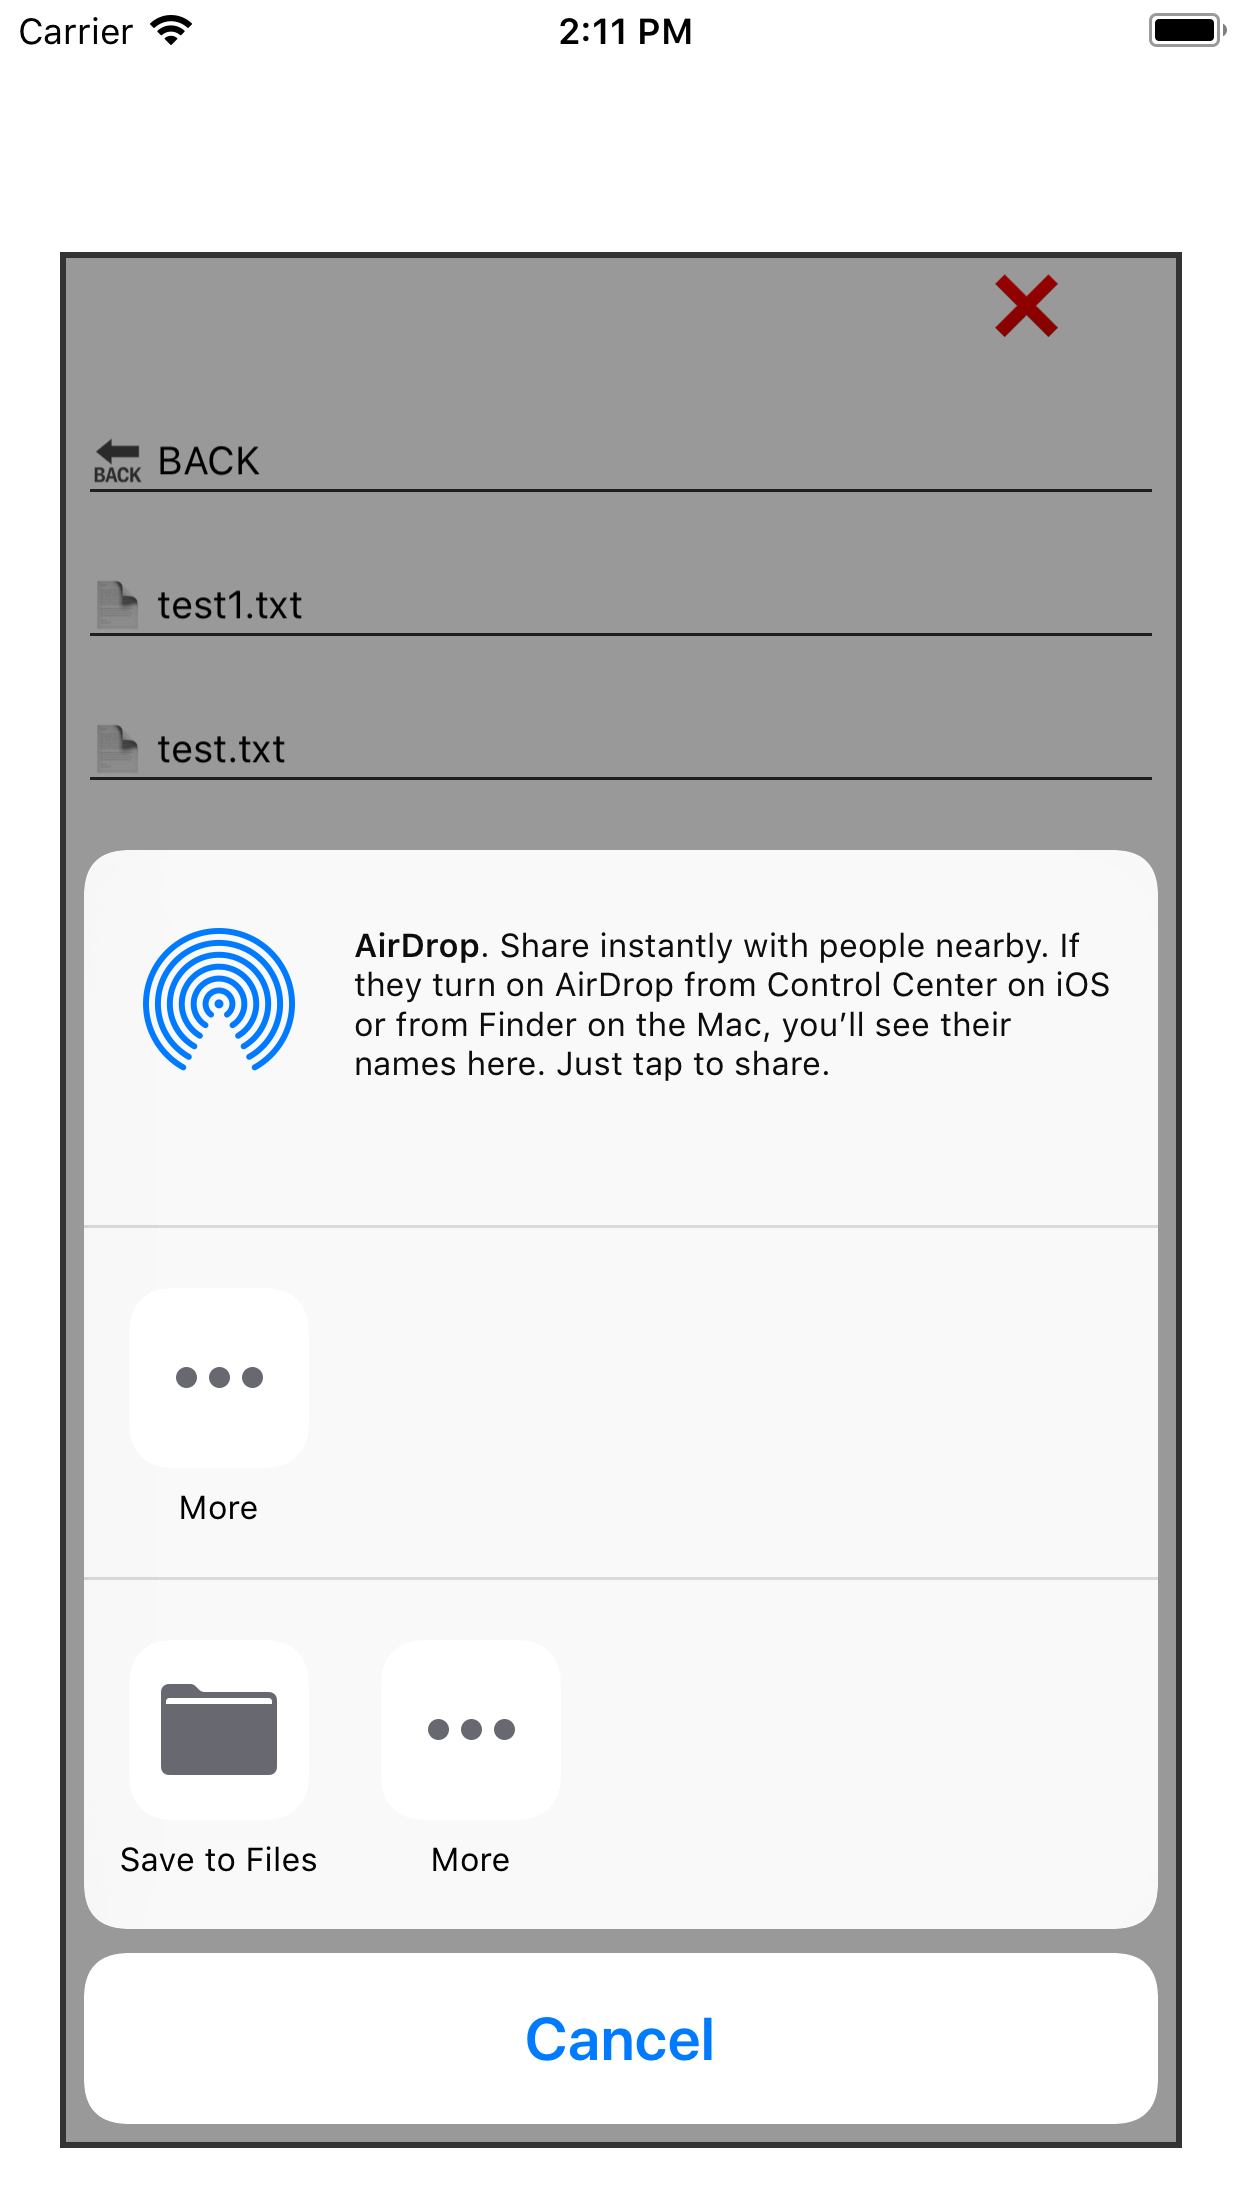 Carrier 2:11 PM
BACK BACK
test1.txt
test.txt
AirDrop. Share instantly with people nearby. If
they turn on AirDrop from Control Center on iOS
or from Finder on the Mac, you’ll see their
names here. Just tap to share.
More
Save to Files More
Cancel